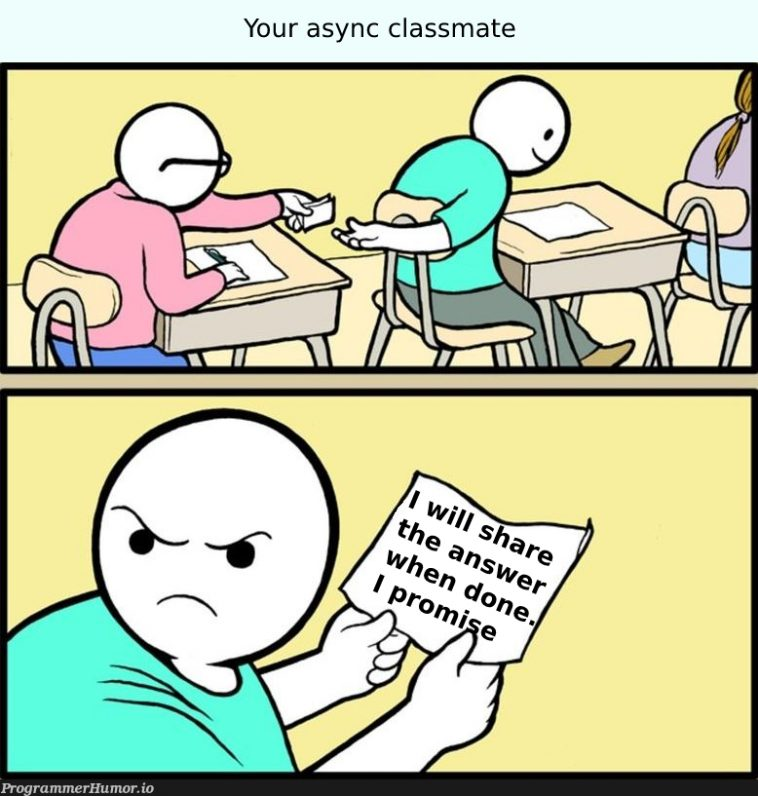 Your async classmate
I will share
the answer
when done.
I promise
ProgrammerHumor.io